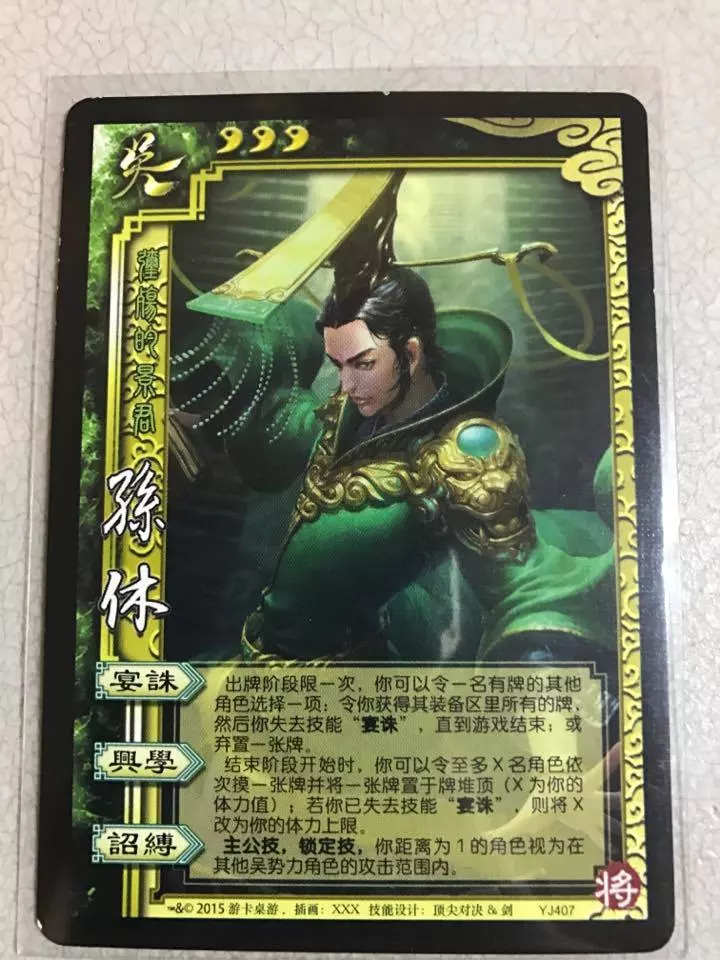 吳
彌殤的景君
孫休
宴誅
出牌阶段限一次，你可以令一名有牌的其他
角色选择一项：令你获得其装备区里所有的牌，
然后你失去技能“宴诛”，直到游戏结束；或
弃置一张牌。
興學
结束阶段开始时，你可以令至多X名角色依
次摸一张牌并将一张牌置于牌堆顶（X为你的
体力值）；若你已失去技能“宴诛”，则将X
改为你的体力上限。
詔縛
主公技，锁定技，你距离为1的角色视为在
其他吴势力角色的攻击范围内。
将
™&© 2015 游卡桌游．插画：XXX 技能设计：顶尖对决 & 剑 YJ407